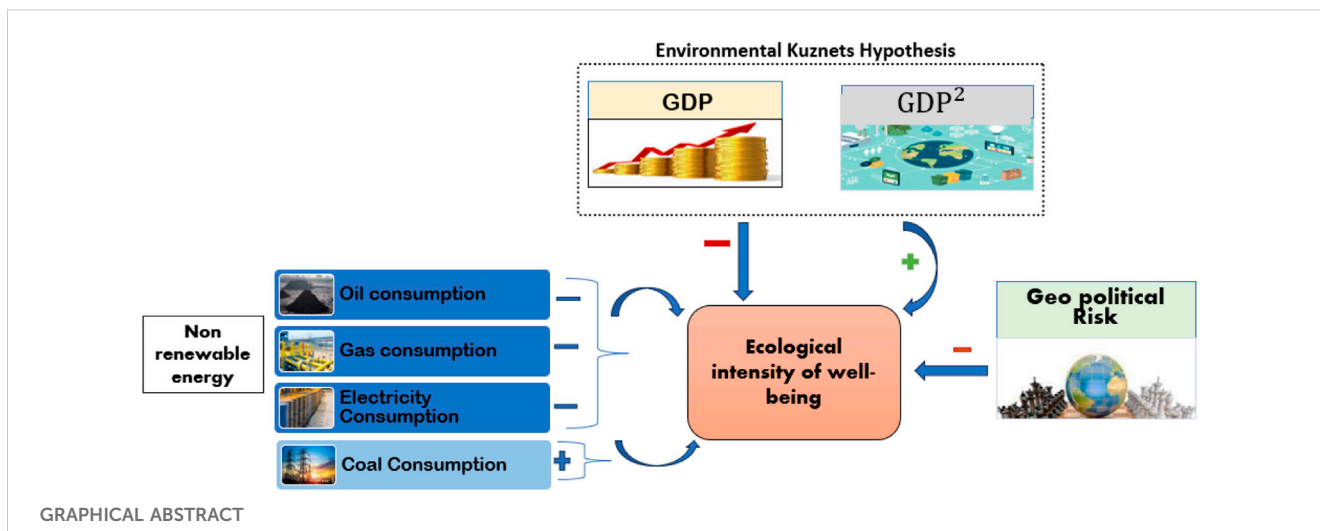 Environmental Kuznets Hypothesis
GDP
GDP²
−
+
Oil consumption
−
Gas consumption
−
Electricity
Consumption
−
Coal Consumption
+
Non
renewable
energy
Ecological
intensity of well-
being
−
Geo political
Risk
GRAPHICAL ABSTRACT